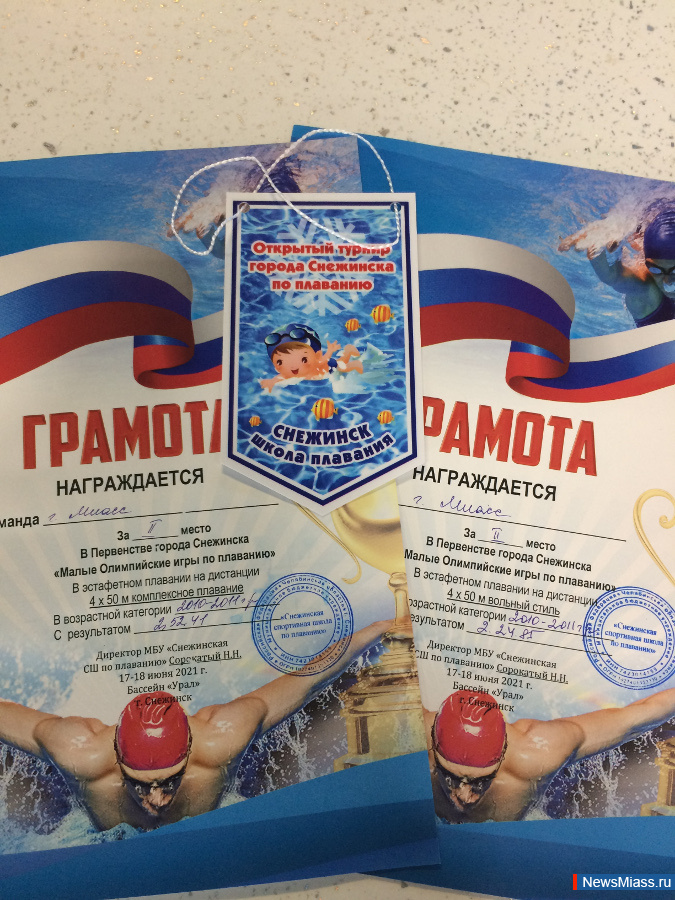 Открытый турнир
города Снежинска
по плаванию
СНЕЖИНСК
школа плавания
ГРАМОТА
НАГРАЖДАЕТСЯ
манда г. Миасс
За II место
В Первенстве города Снежинска
«Малые Олимпийские игры по плаванию»
В эстафетном плавании на дистанции
4 х 50 м комплексное плавание
В возрастной категории 2010-2011г
С результатом 2,52,41
Директор МБУ «Снежинская
СШ по плаванию» Сорокатый Н.Н.
17-18 июня 2021 г.
Бассейн «Урал»
г. Снежинск
«Снежинская
спортивная школа
по плаванию»
РАМОТА
НАГРАЖДАЕТСЯ
г. Миасс
За II место
В Первенстве города Снежинска
«Малые Олимпийские игры по плаванию»
В эстафетном плавании на дистанции
4 х 50 м вольный стиль
возрастной категории 2010-2011г
результатом 2 24 85
Директор МБУ «Снежинская
СШ по плаванию» Сорокатый Н.Н.
17-18 июня 2021 г.
Бассейн «Урал»
г. Снежинск
«Снежинская
спортивная школа
по плаванию»
NewsMiass.ru